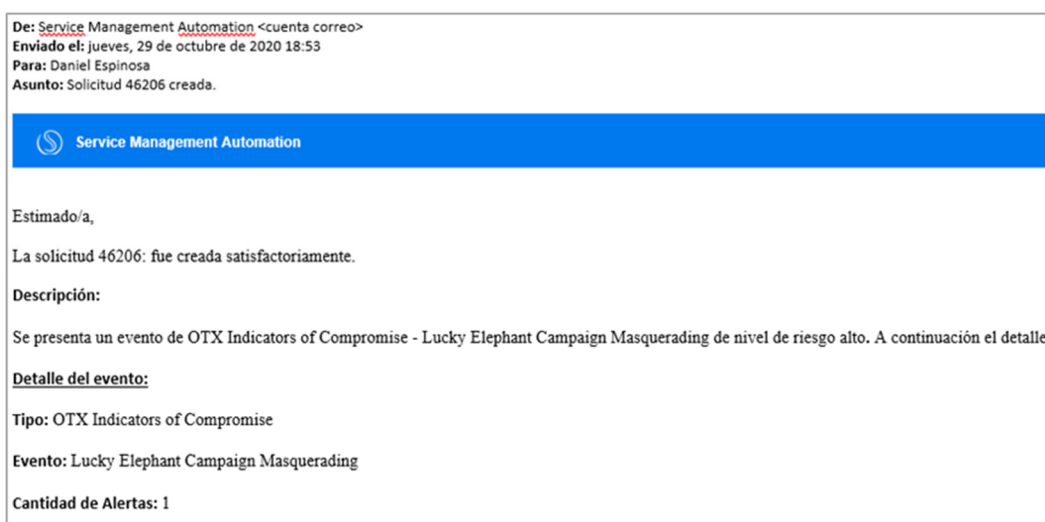 De: Service Management Automation <cuenta correo>
Enviado el: jueves, 29 de octubre de 2020 18:53
Para: Daniel Espinosa
Asunto: Solicitud 46206 creada.
Service Management Automation
Estimado/a,
La solicitud 46206: fue creada satisfactoriamente.
Descripción:
Se presenta un evento de OTX Indicators of Compromise - Lucky Elephant Campaign Masquerading de nivel de riesgo alto. A continuación el detalle
Detalle del evento:
Tipo: OTX Indicators of Compromise
Evento: Lucky Elephant Campaign Masquerading
Cantidad de Alertas: 1